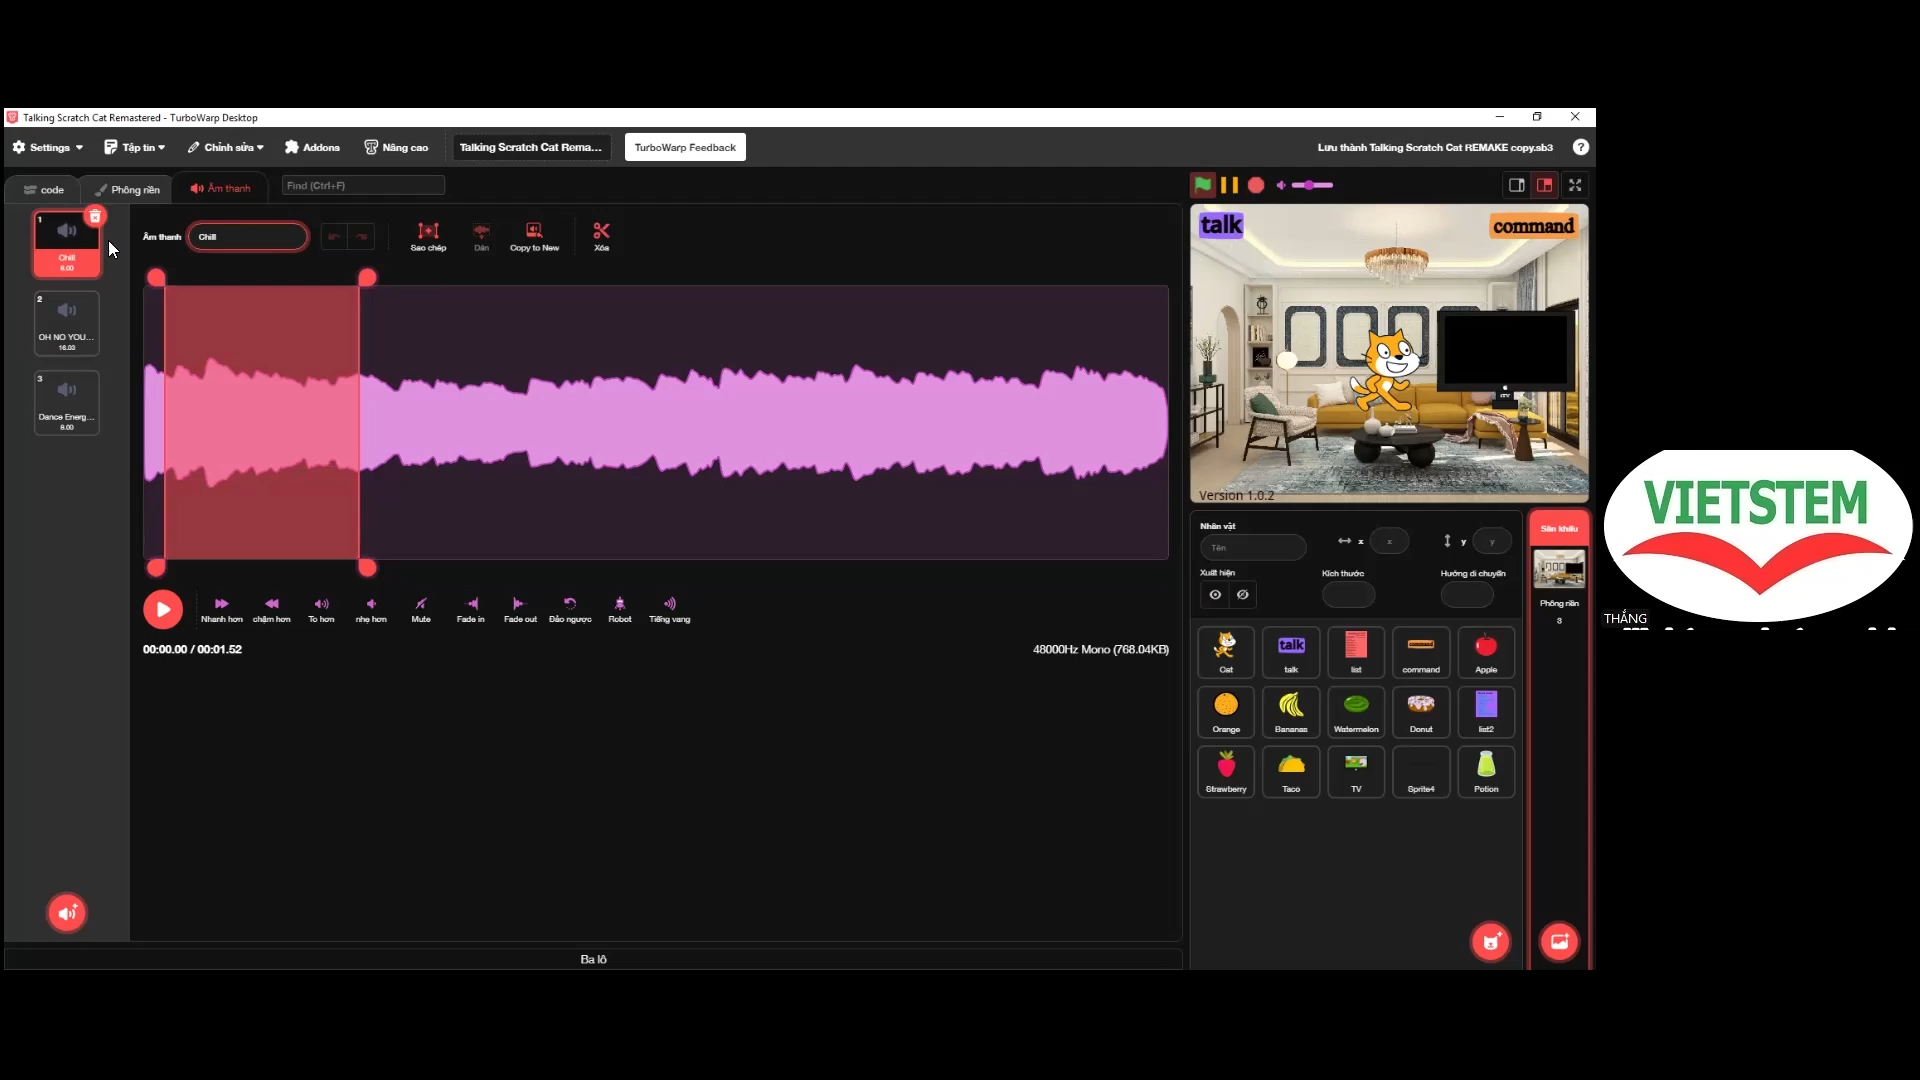 Talking Scratch Cat Remastered - TurboWarp Desktop
Settings
Tập tin
Chỉnh sửa
Addons
Nâng cao
Talking Scratch Cat Rema...
TurboWarp Feedback
Lưu thành Talking Scratch Cat REMAKE copy.sb3
?
code
Phông nền
Âm thanh
Find (Ctrl+F)
1
Chill
8.00
2
OH NO YOU...
16.03
3
Dance Energ...
8.00
Âm thanh
Chill
Sao chép
Dán
Copy to New
Xóa
Nhanh hơn
chậm hơn
To hơn
nhẹ hơn
Mute
Fade in
Fade out
Đảo ngược
Robot
Tiếng vang
00:00.00 / 00:01.52
48000Hz Mono (768.04KB)
talk
command
Version 1.0.2
Nhân vật
Tên
x
x
y
y
Xuất hiện
Kích thước
Hướng di chuyển
Sân khấu
Phông nền
3
Cat
talk
talk
list
command
command
Apple
Orange
Bananas
Watermelon
Donut
list2
Strawberry
Taco
TV
Sprite4
Potion
Ba lô
VIETSTEM
THẮNG